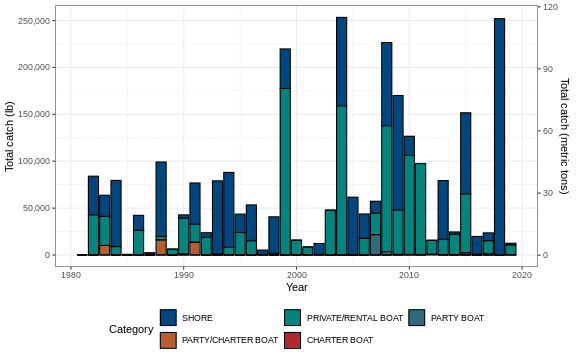 250,000
200,000
150,000
100,000
50,000
0
Total catch (lb)
120
90
60
30
0
Total catch (metric tons)
1980
1990
2000
2010
2020
Year
Category
SHORE
PRIVATE/RENTAL BOAT
PARTY BOAT
PARTY/CHARTER BOAT
CHARTER BOAT